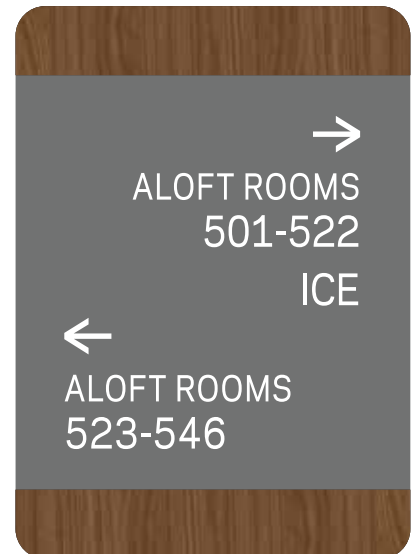 →
ALOFT ROOMS
501-522
ICE
←
ALOFT ROOMS
523-546